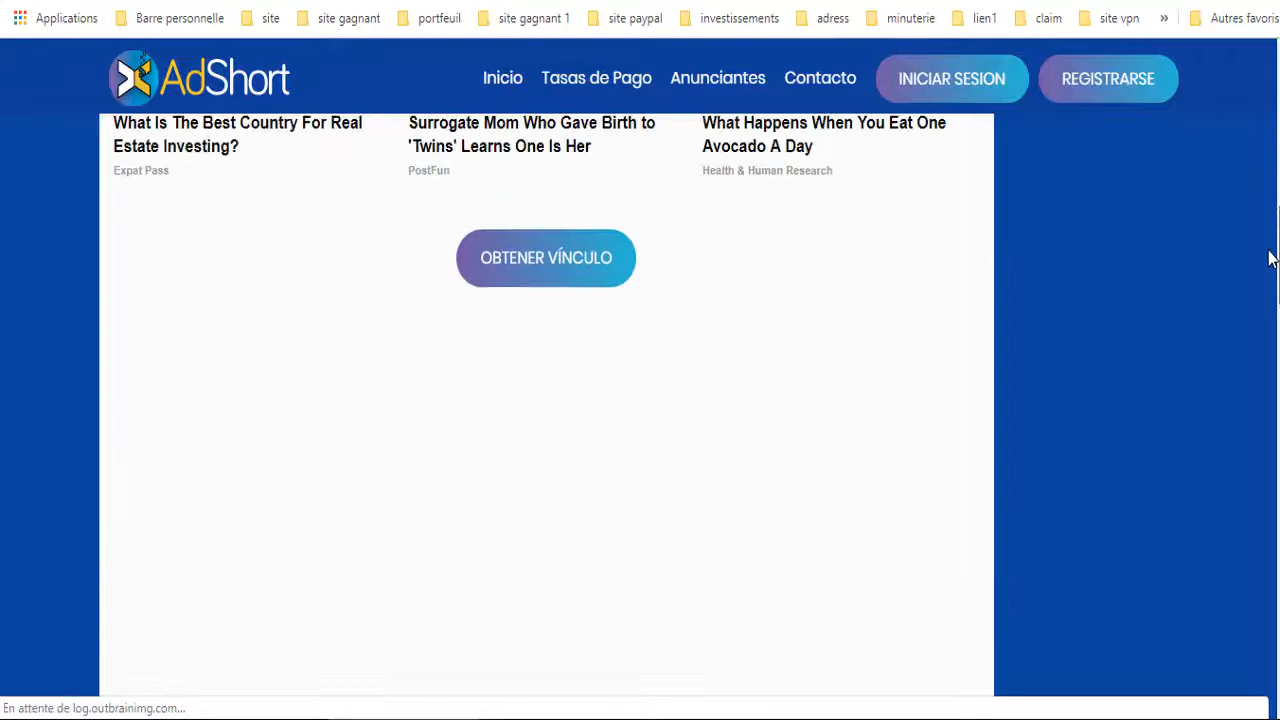 Applications Barre personnelle site site gagnant portfeuil site gagnant 1 site paypal investissements adress minuterie lien1 claim site vpn » Autres favoris
AdShort Inicio Tasas de Pago Anunciantes Contacto INICIAR SESION REGISTRARSE
What Is The Best Country For Real
Estate Investing?
Expat Pass
Surrogate Mom Who Gave Birth to
'Twins' Learns One Is Her
PostFun
What Happens When You Eat One
Avocado A Day
Health & Human Research
OBTENER VÍNCULO
En attente de log.outbrainimg.com...